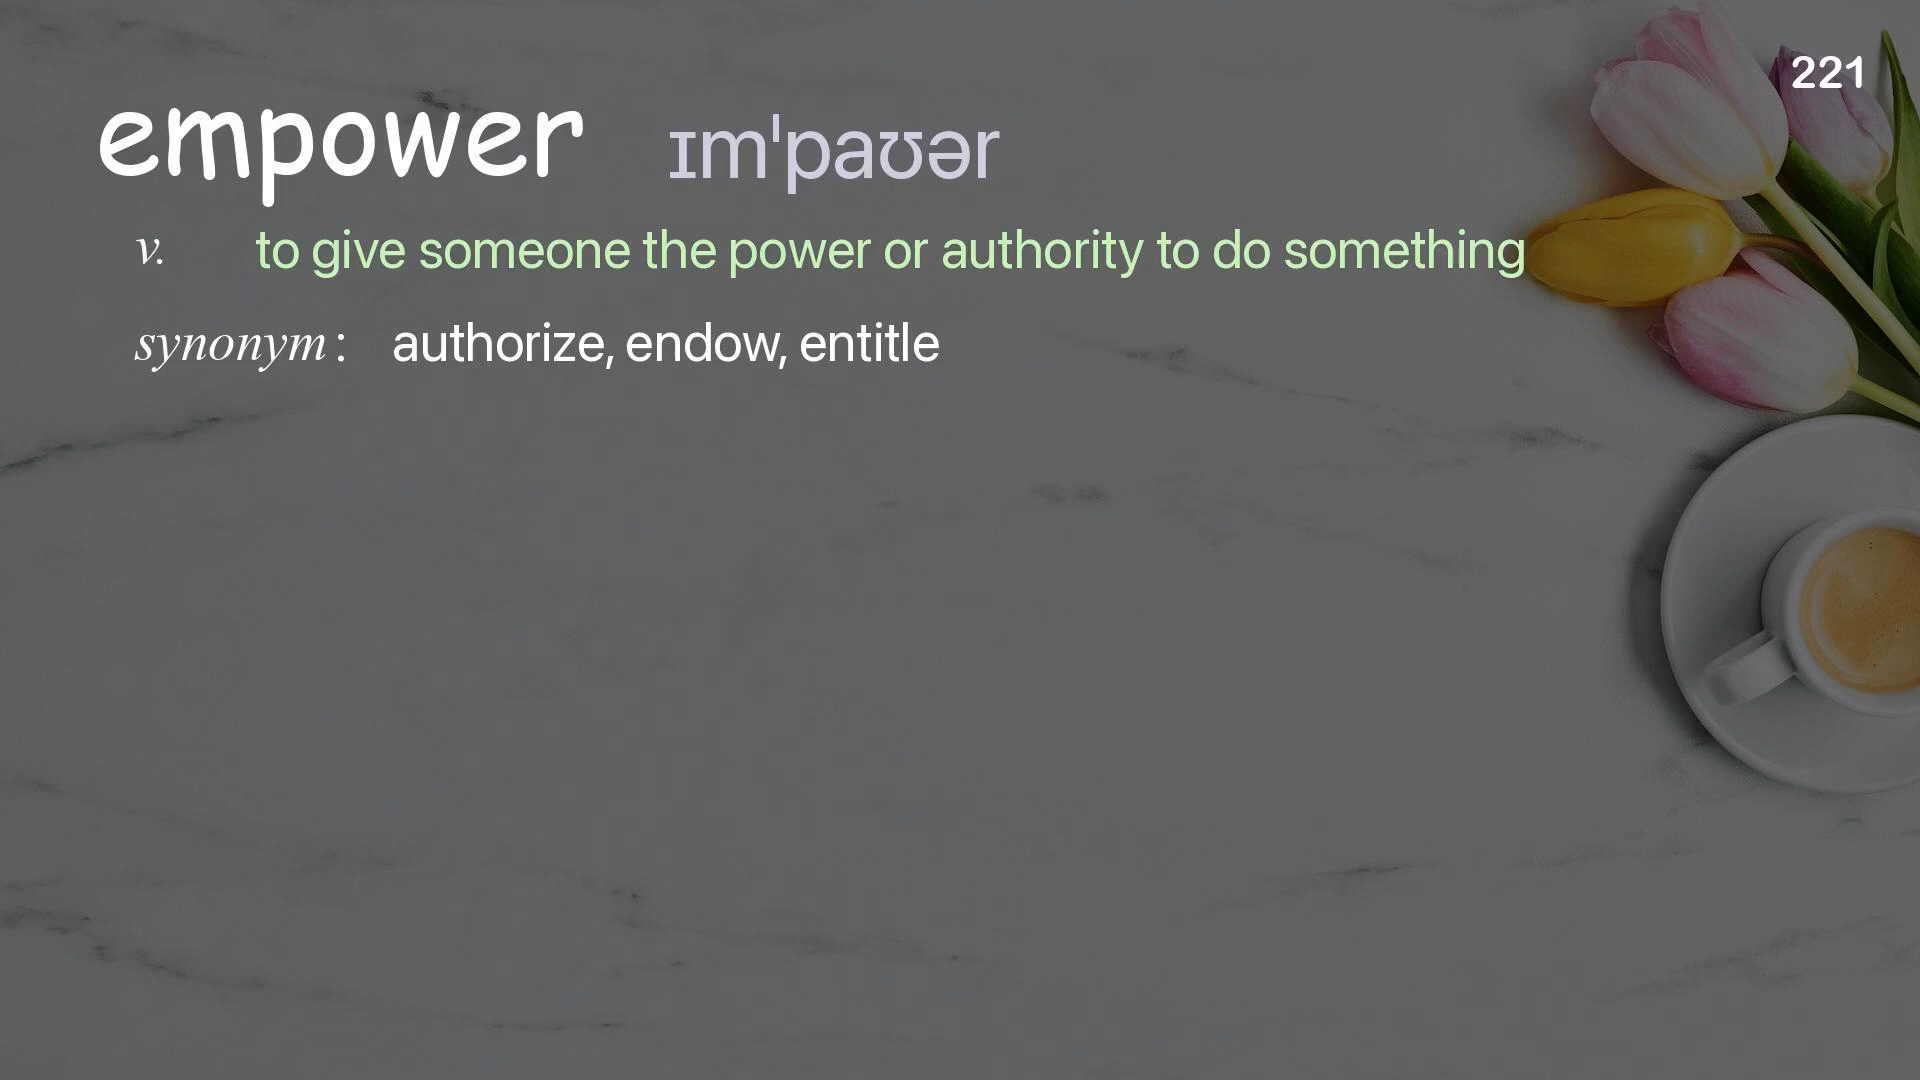 221
empower ɪmˈpaʊər
v. to give someone the power or authority to do something
synonym : authorize, endow, entitle